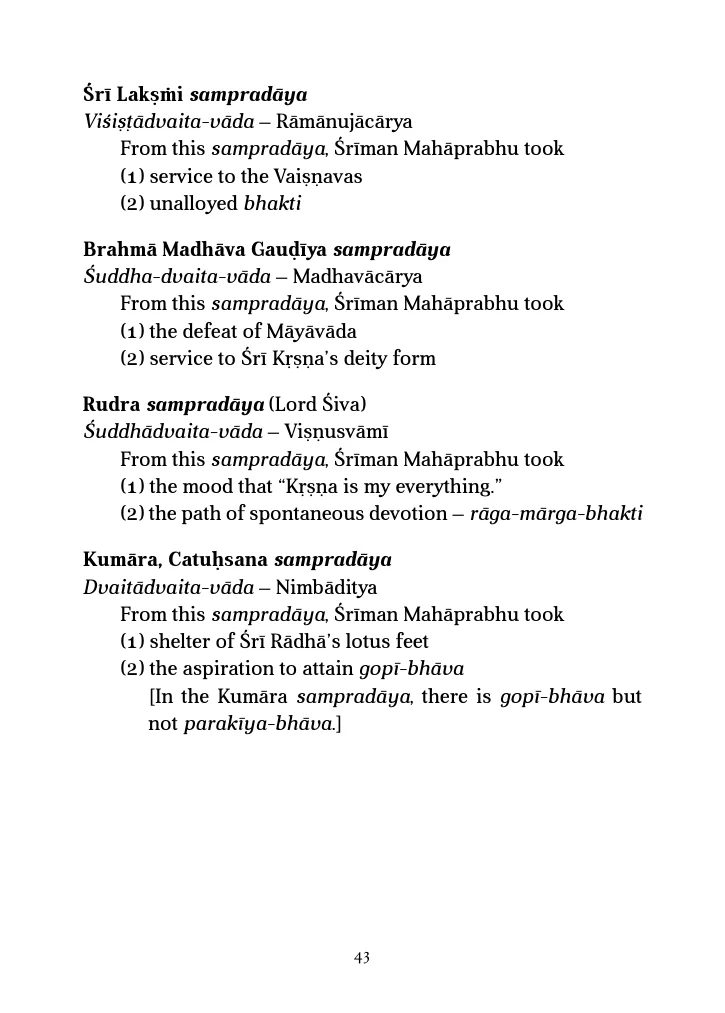 Śrī Lakṣṁi sampradāya
Viśiṣṭādvaita-vāda – Rāmānujācārya
From this sampradāya, Śrīman Mahāprabhu took
(1) service to the Vaiṣṇavas
(2) unalloyed bhakti
Brahmā Madhāva Gauḍīya sampradāya
Śuddha-dvaita-vāda – Madhavācārya
From this sampradāya, Śrīman Mahāprabhu took
(1) the defeat of Māyāvāda
(2) service to Śrī Kṛṣṇa’s deity form
Rudra sampradāya (Lord Śiva)
Śuddhādvaita-vāda – Viṣṇusvāmī
From this sampradāya, Śrīman Mahāprabhu took
(1) the mood that “Kṛṣṇa is my everything.”
(2) the path of spontaneous devotion – rāga-mārga-bhakti
Kumāra, Catuḥsana sampradāya
Dvaitādvaita-vāda – Nimbāditya
From this sampradāya, Śrīman Mahāprabhu took
(1) shelter of Śrī Rādhā’s lotus feet
(2) the aspiration to attain gopī-bhāva
[In the Kumāra sampradāya, there is gopī-bhāva but
not parakīya-bhāva.]
43